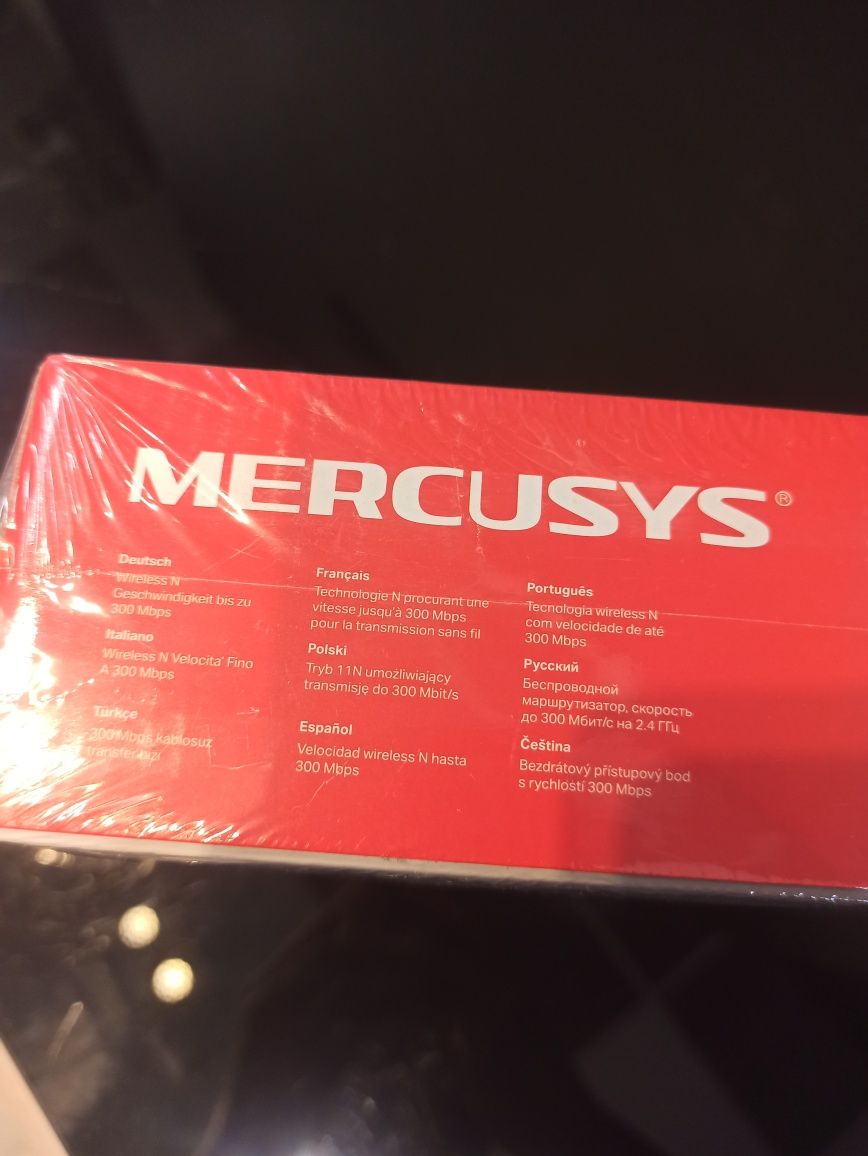 MERCUSYS®
Deutsch
Wireless N
Geschwindigkeit bis zu
300 Mbps
Italiano
Wireless N Velocita' Fino
A 300 Mbps
Türkçe
300 Mbps kablosuz
transfer hızı
Français
Technologie N procurant une
vitesse jusqu'à 300 Mbps
pour la transmission sans fil
Polski
Tryb 11N umożliwiający
transmisję do 300 Mbit/s
Español
Velocidad wireless N hasta
300 Mbps
Português
Tecnologia wireless N
com velocidade de até
300 Mbps
Русский
Беспроводной
маршрутизатор, скорость
до 300 Мбит/с на 2.4 ГГц
Čeština
Bezdrátový přístupový bod
s rychlostí 300 Mbps